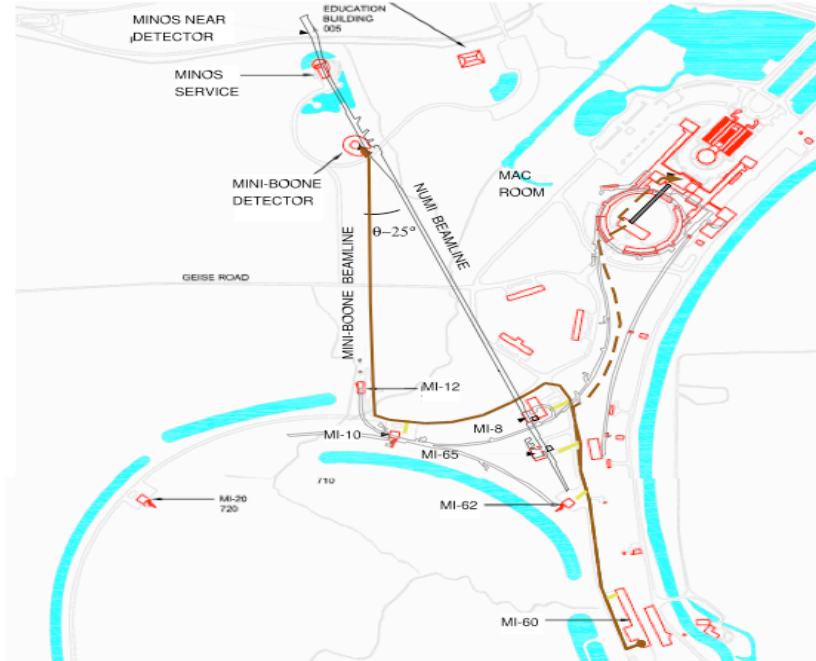 MINOS NEAR
DETECTOR
EDUCATION
BUILDING
005
MINOS
SERVICE
MINI-BOONE
DETECTOR
MAC
ROOM
NUMI BEAMLINE
θ~25°
MINI-BOONE BEAMLINE
GEISE ROAD
MI-12
MI-8
MI-10
MI-65
710
MI-20
720
MI-62
MI-60